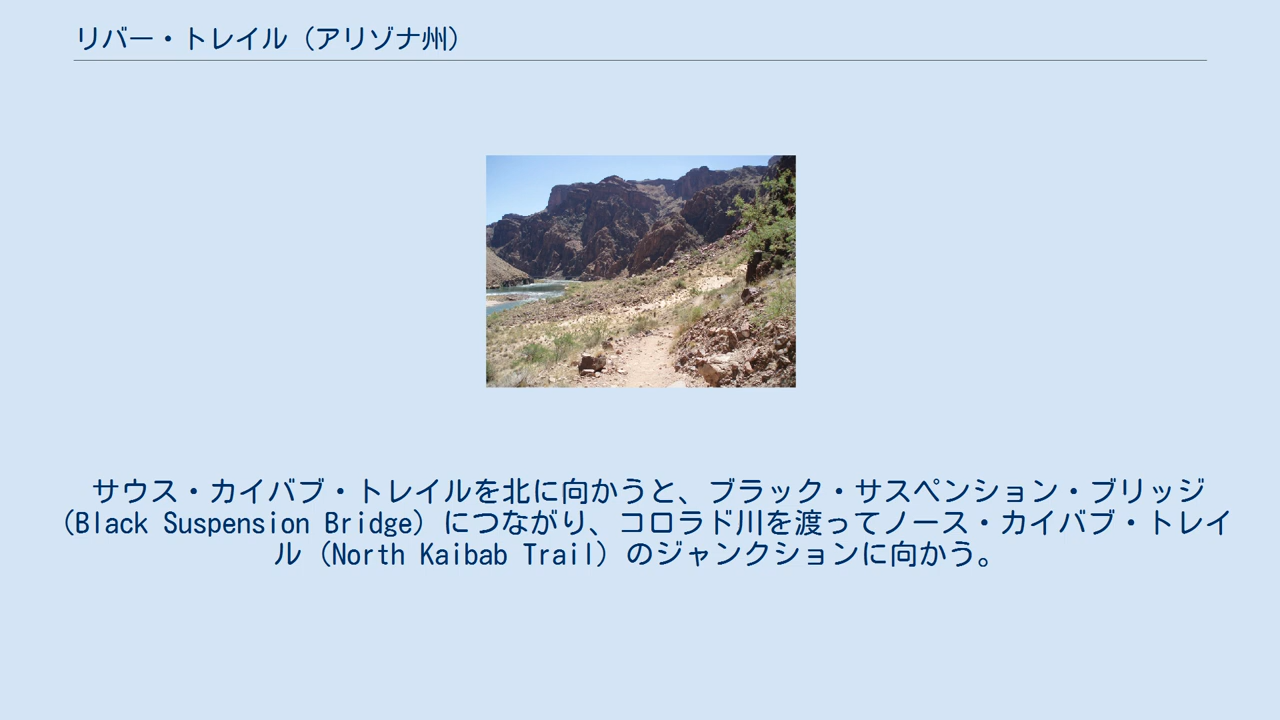 リバー・トレイル（アリゾナ州）
サウス・カイバブ・トレイルを北に向かうと、ブラック・サスペンション・ブリッジ
（Black Suspension Bridge）につながり、コロラド川を渡ってノース・カイバブ・トレイ
ル（North Kaibab Trail）のジャンクションに向かう。